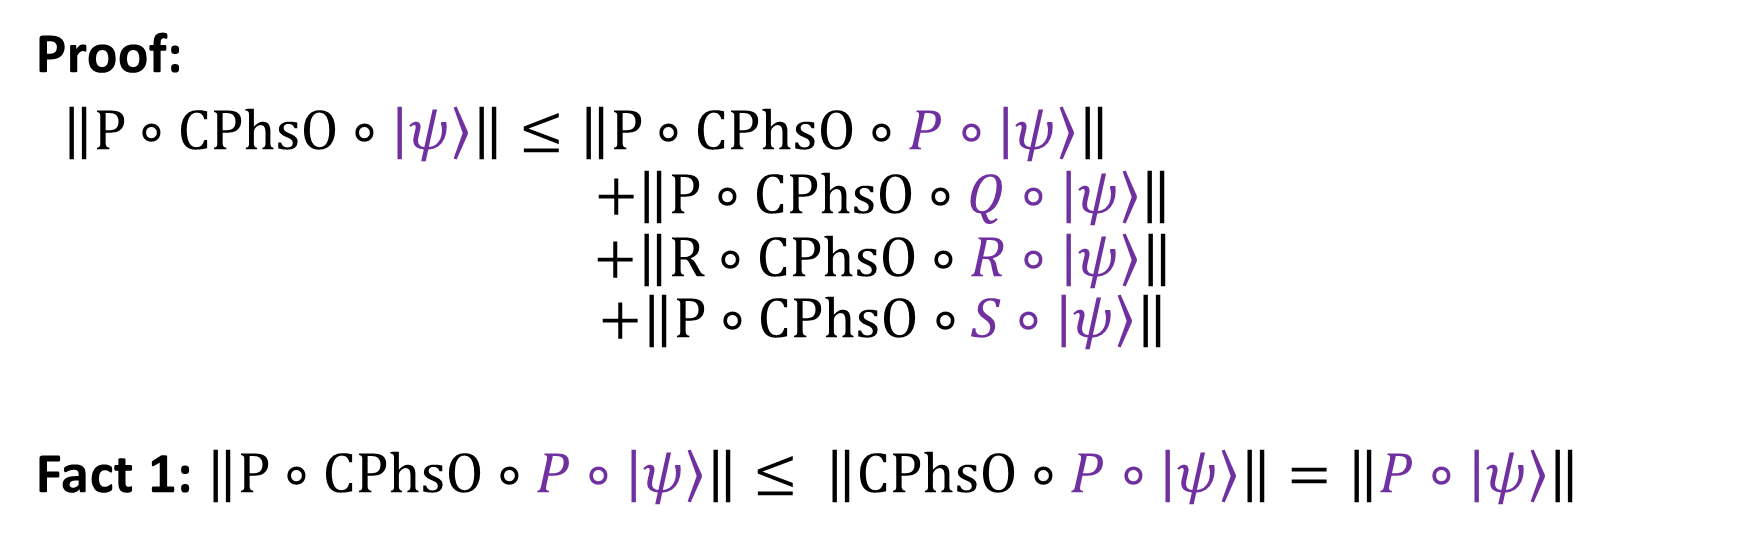 Proof:
‖P ∘ CPhsO ∘ |ψ⟩‖ ≤ ‖P ∘ CPhsO ∘ P ∘ |ψ⟩‖
+‖P ∘ CPhsO ∘ Q ∘ |ψ⟩‖
+‖R ∘ CPhsO ∘ R ∘ |ψ⟩‖
+‖P ∘ CPhsO ∘ S ∘ |ψ⟩‖
Fact 1: ‖P ∘ CPhsO ∘ P ∘ |ψ⟩‖ ≤ ‖CPhsO ∘ P ∘ |ψ⟩‖ = ‖P ∘ |ψ⟩‖